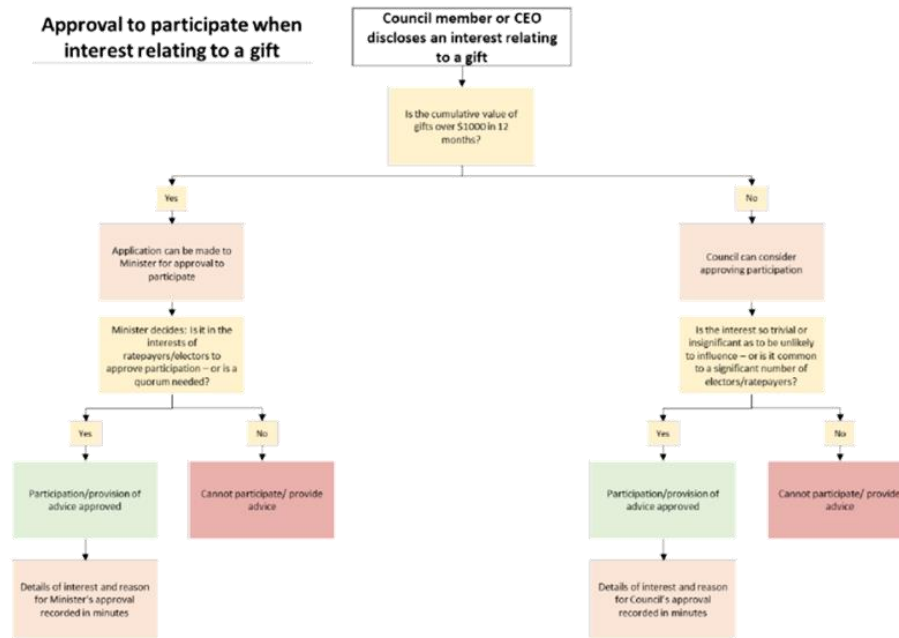 Approval to participate when
interest relating to a gift
Council member or CEO
discloses an interest relating
to a gift
Is the cumulative value of
gifts over $1000 in 12
months?
Yes
No
Application can be made to
Minister for approval to
participate
Council can consider
approving participation
Minister decides: Is it in the
interests of
ratepayers/electors to
approve participation – or is a
quorum needed?
Is the interest so trivial or
insignificant as to be unlikely
to influence – or is it common
to a significant number of
electors/ratepayers?
Yes
No
Yes
No
Participation/provision of
advice approved
Cannot participate/ provide
advice
Participation/provision of
advice approved
Cannot participate/ provide
advice
Details of interest and reason
for Minister's approval
recorded in minutes
Details of interest and reason
for Council's approval
recorded in minutes